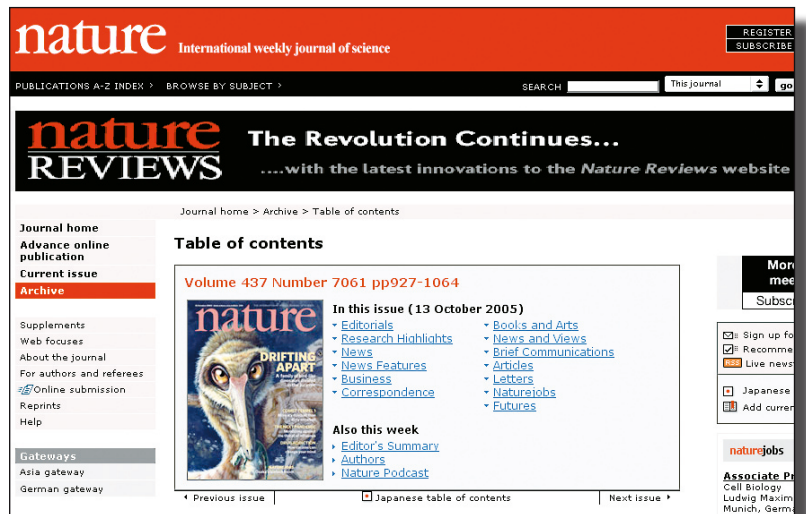 nature International weekly journal of science
REGISTER
SUBSCRIBE
PUBLICATIONS A-Z INDEX > BROWSE BY SUBJECT >
SEARCH This journal go
nature
REVIEWS
The Revolution Continues...
....with the latest innovations to the Nature Reviews website
Journal home > Archive > Table of contents
Journal home
Advance online
publication
Current issue
Archive
Supplements
Web focuses
About the journal
For authors and referees
Online submission
Reprints
Help
Gateways
Asia gateway
German gateway
Table of contents
Volume 437 Number 7061 pp927-1064
nature
DRIFTING
APART
In this issue (13 October 2005)
Editorials
Research Highlights
News
News Features
Business
Correspondence
Books and Arts
News and Views
Brief Communications
Articles
Letters
Naturejobs
Futures
Also this week
Editor's Summary
Authors
Nature Podcast
Previous issue
Japanese table of contents
Next issue
Sign up fo
Recomme
RSS Live news
Japanese
Add curren
naturejobs
Associate Pr
Cell Biology
Ludwig Maxim
Munich, Germa